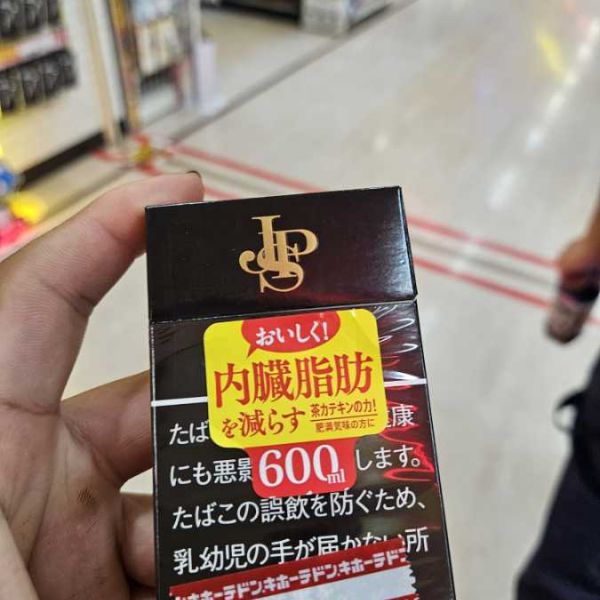 JPS
おいしく!
内臓脂肪
を減らす 茶カテキンの力!
肥満気味の方に
600ml
たば 健康
にも悪影 します。
たばこの誤飲を防ぐため、
乳幼児の手が届かない所
キホーテドン.キホーテドン.キホーテド